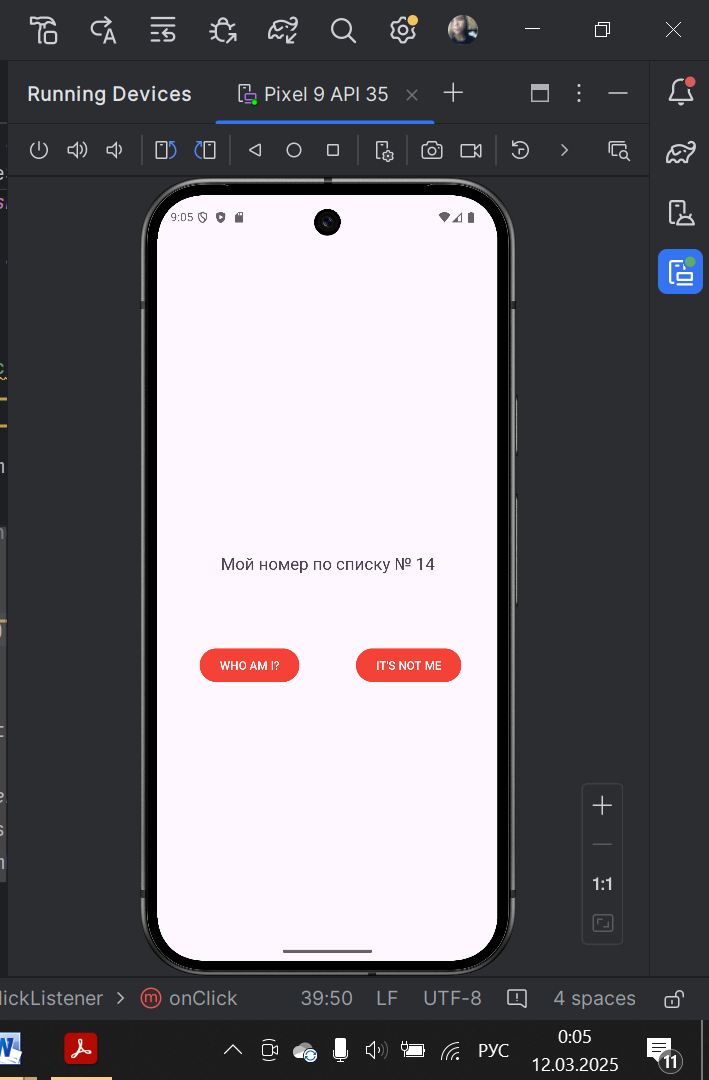 Running Devices
Pixel 9 API 35
9:05
Мой номер по списку № 14
WHO AM I?
IT'S NOT ME
1:1
lickListener
m
onClick
39:50
LF
UTF-8
4 spaces
РУС
0:05
12.03.2025
11